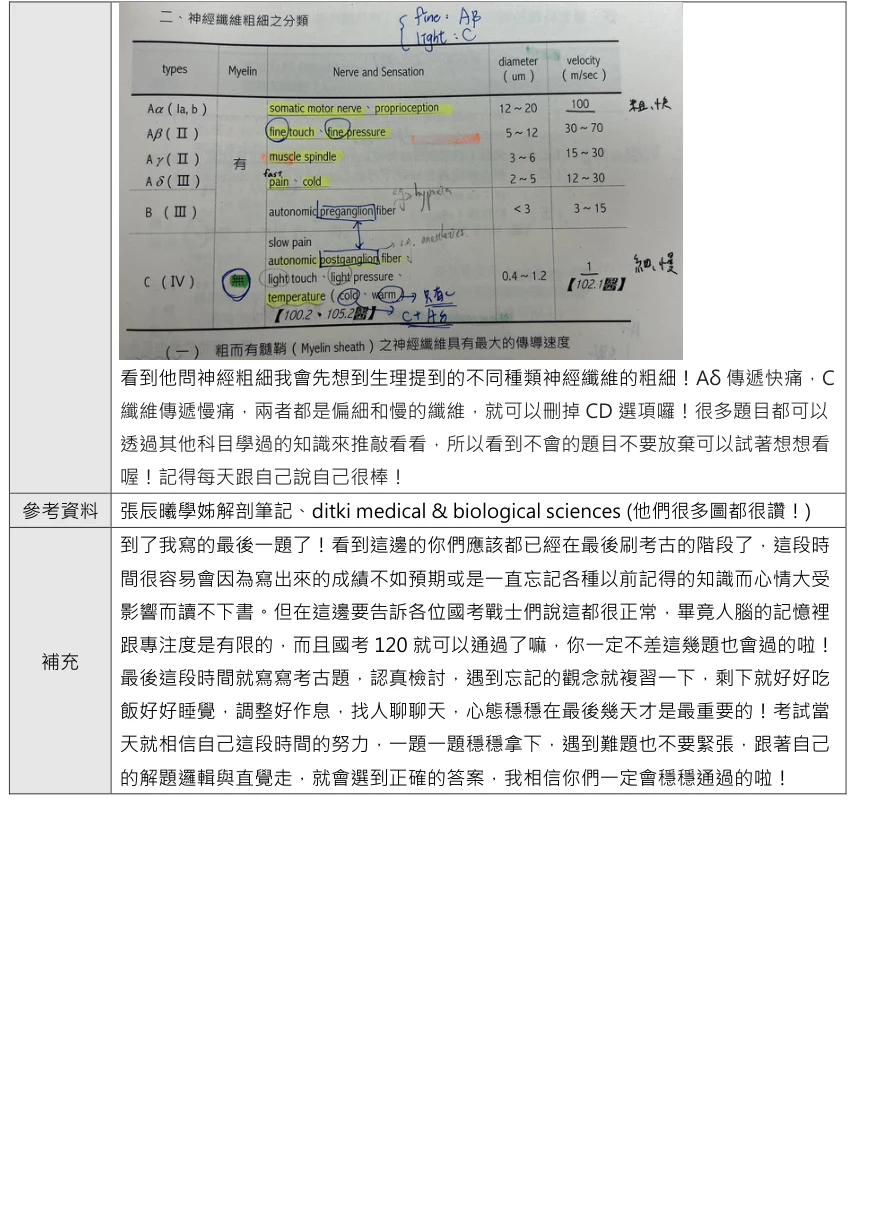 二、神經纖維粗細之分類
fine：Aβ
light：C
types Myelin Nerve and Sensation diameter (um) velocity (m/sec)
Aα ( Ia, b ) somatic motor nerve、proprioception 12～20 100
粗、快
Aβ ( II ) fine touch、fine pressure 5～12 30～70
Aγ ( II ) muscle spindle 3～6 15～30
有
fast
Aδ ( III ) pain、cold 2～5 12～30
B ( III ) autonomic preganglion fiber <3 3～15
slow pain
autonomic postganglion fiber、
C ( IV ) 無 light touch、light pressure、 0.4～1.2 1
細、慢
【102.1醫】
temperature ( cold、warm )
【100.2、105.2醫】 C+Aδ
(一) 粗而有髓鞘 ( Myelin sheath ) 之神經纖維具有最大的傳導速度
看到他問神經粗細我會先想到生理提到的不同種類神經纖維的粗細！Aδ 傳遞快痛，C
纖維傳遞慢痛，兩者都是偏細和慢的纖維，就可以刪掉 CD 選項囉！很多題目都可以
透過其他科目學過的知識來推敲看看，所以看到不會的題目不要放棄可以試著想想看
喔！記得每天跟自己說自己很棒！
參考資料 張辰曦學姊解剖筆記、ditki medical & biological sciences (他們很多圖都很讚！)
到了我寫的最後一題了！看到這邊的你們應該都已經在最後刷考古的階段了，這段時
間很容易會因為寫出來的成績不如預期或是一直忘記各種以前記得的知識而心情大受
影響而讀不下書。但在這邊要告訴各位國考戰士們說這都很正常，畢竟人腦的記憶裡
跟專注度是有限的，而且國考 120 就可以通過了嘛，你一定不差這幾題也會過的啦！
補充
最後這段時間就寫寫考古題，認真檢討，遇到忘記的觀念就複習一下，剩下就好好吃
飯好好睡覺，調整好作息，找人聊聊天，心態穩穩在最後幾天才是最重要的！考試當
天就相信自己這段時間的努力，一題一題穩穩拿下，遇到難題也不要緊張，跟著自己
的解題邏輯與直覺走，就會選到正確的答案，我相信你們一定會穩穩通過的啦！